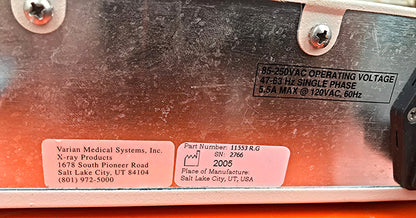 85-250VAC OPERATING VOLTAGE
47-63 Hz SINGLE PHASE
5.5A MAX @ 120VAC, 60Hz
Varian Medical Systems, Inc.
X-ray Products
1678 South Pioneer Road
Salt Lake City, UT 84104
(801) 972-5000
Part Number: 11353 R.G
SN: 2766
2005
Place of Manufacture:
Salt Lake City, UT, USA